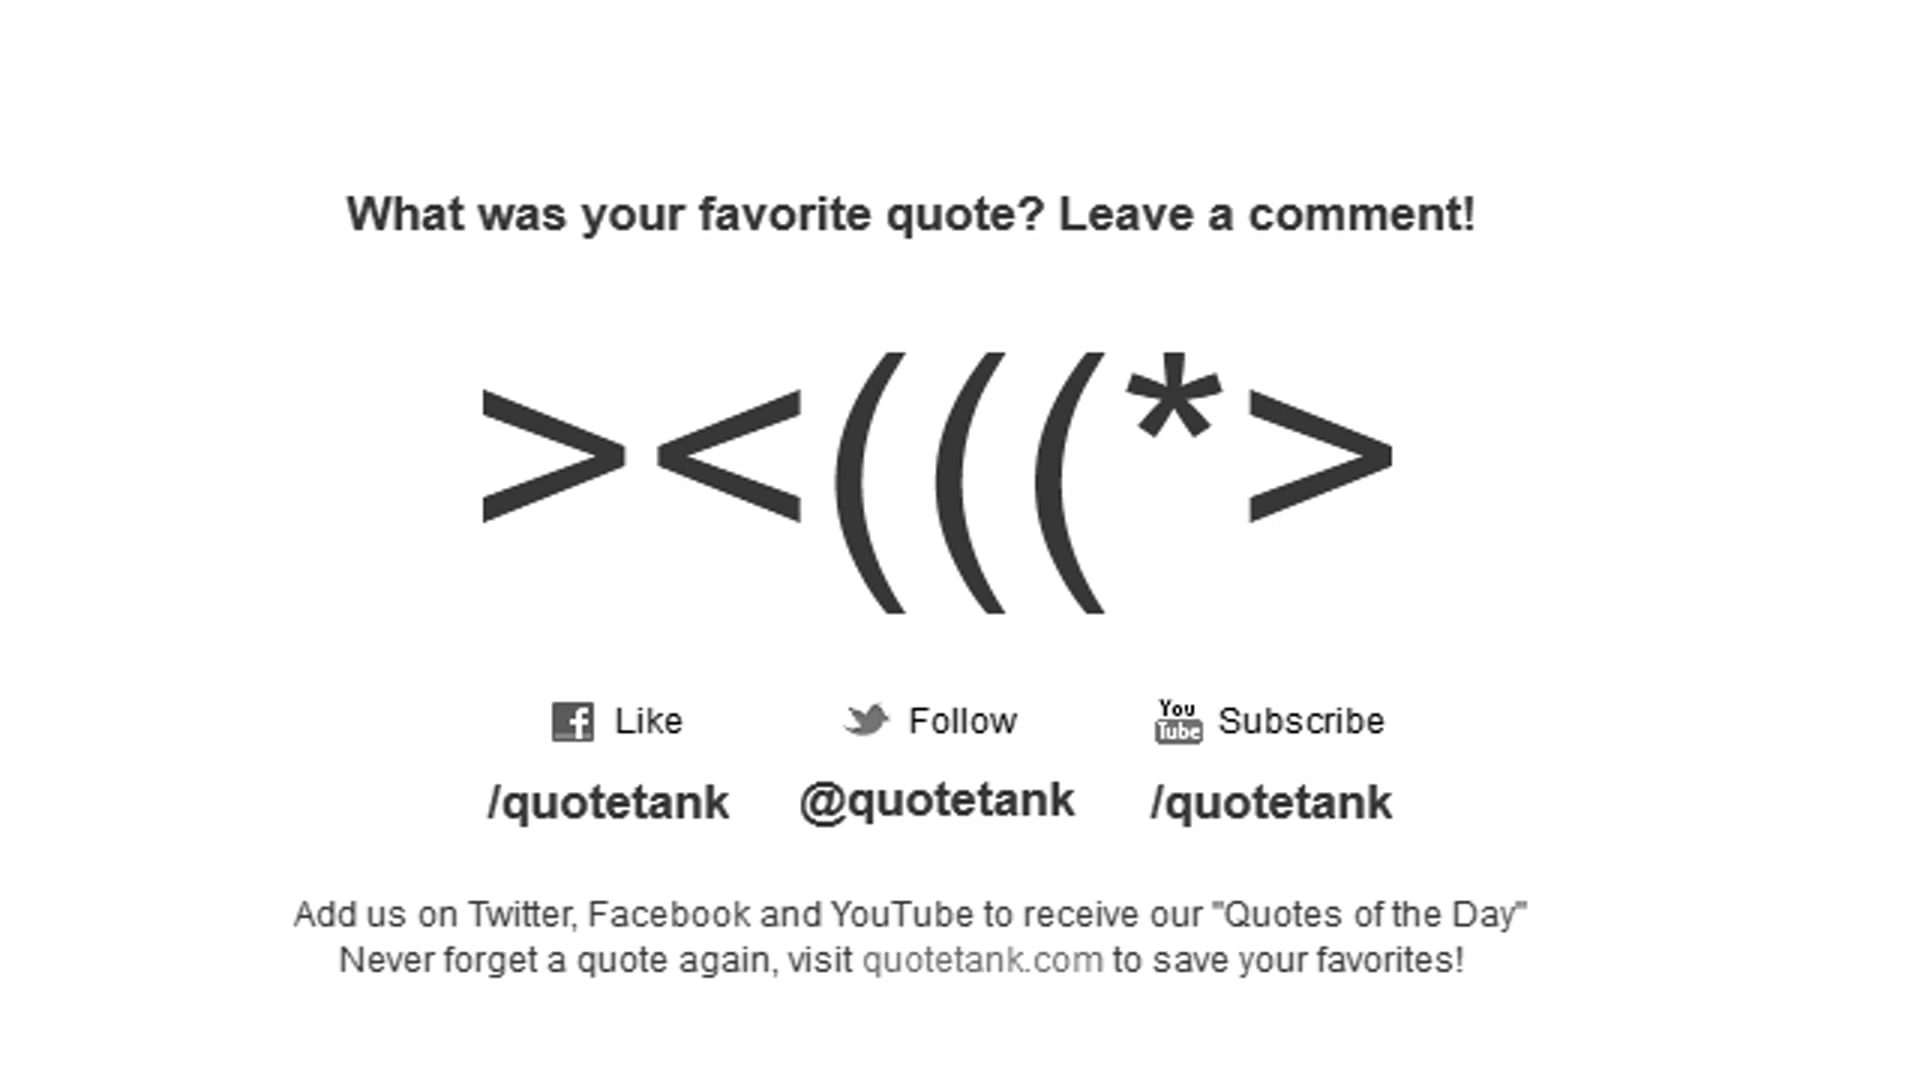 What was your favorite quote? Leave a comment!
><(((*>
f Like
Follow
You Tube Subscribe
/quotetank
@quotetank
/quotetank
Add us on Twitter, Facebook and YouTube to receive our "Quotes of the Day"
Never forget a quote again, visit quotetank.com to save your favorites!